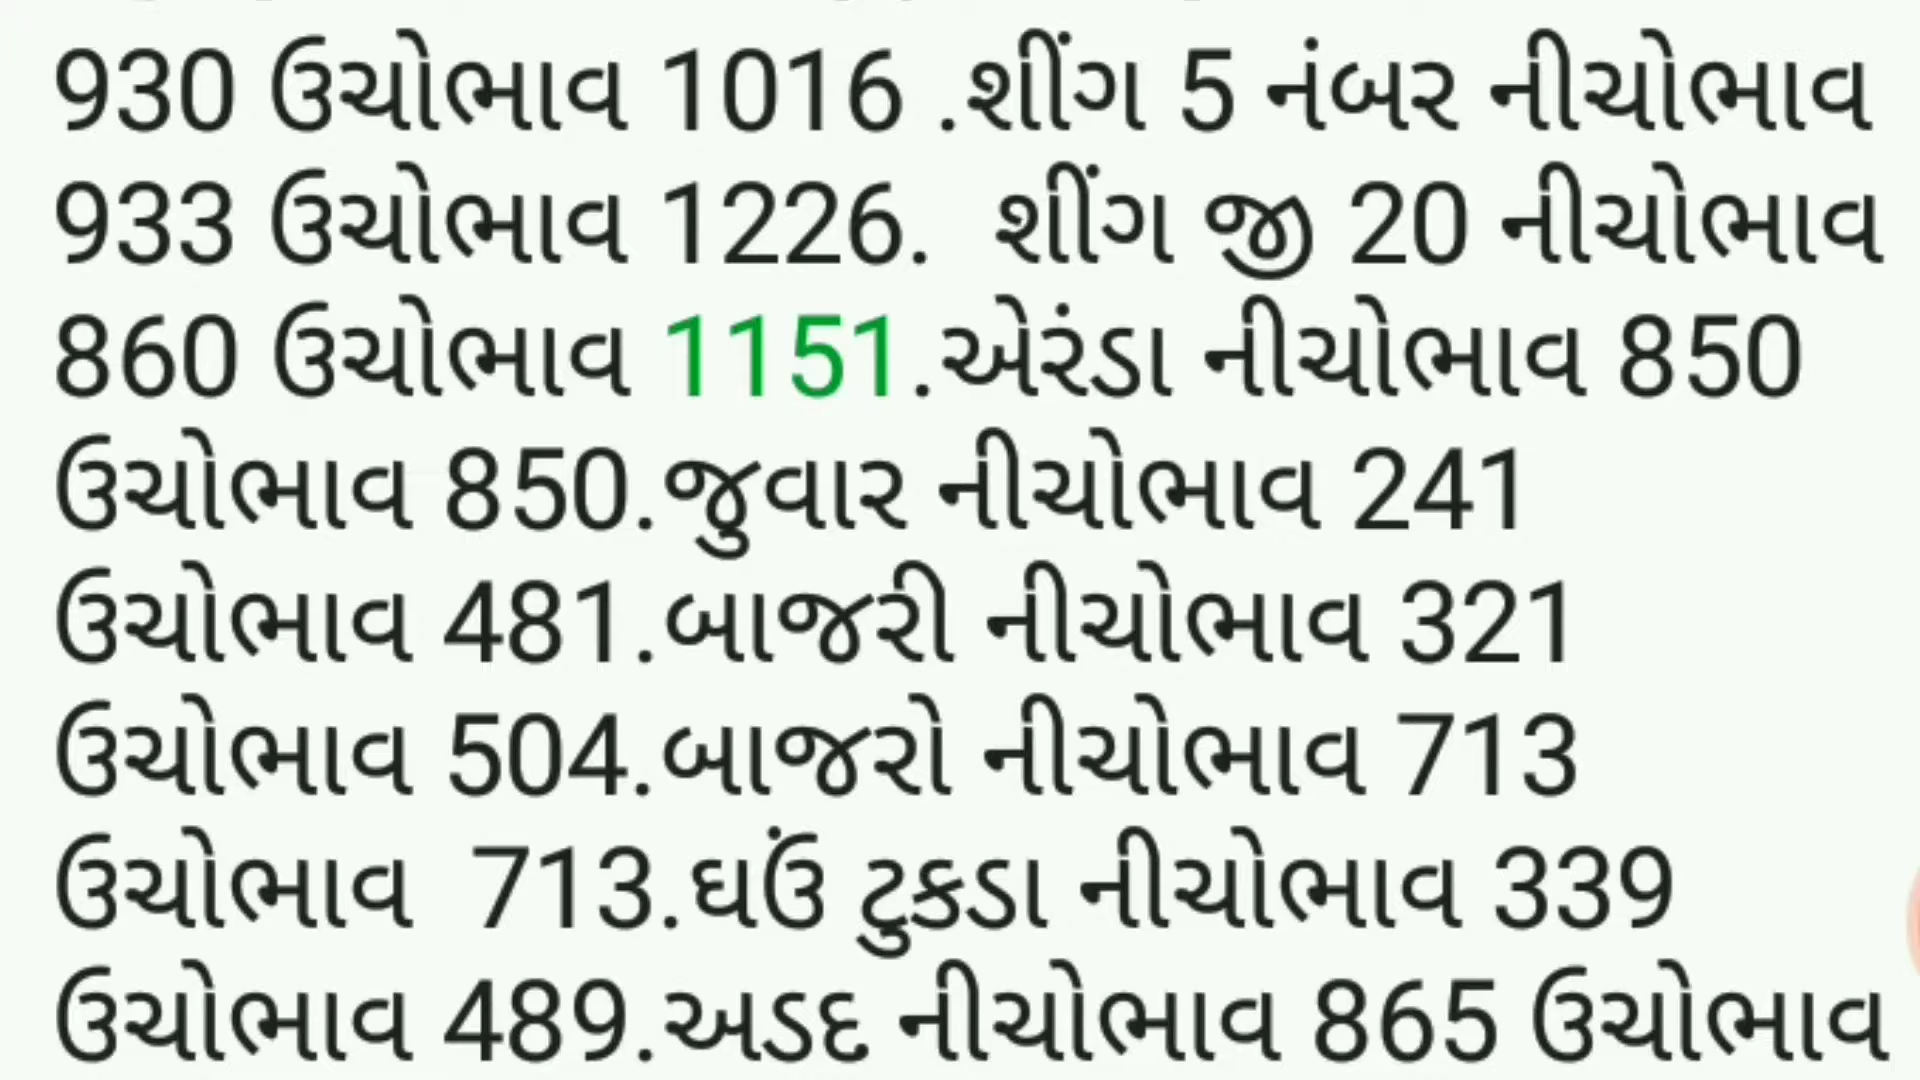 930 ઉચોભાવ 1016 .શીંગ 5 નંબર નીચોભાવ
933 ઉચોભાવ 1226.  શીંગ જી 20 નીચોભાવ
860 ઉચોભાવ 1151.એરંડા નીચોભાવ 850
ઉચોભાવ 850.જુવાર નીચોભાવ 241
ઉચોભાવ 481.બાજરી નીચોભાવ 321
ઉચોભાવ 504.બાજરો નીચોભાવ 713
ઉચોભાવ  713.ઘઉં ટુકડા નીચોભાવ 339
ઉચોભાવ 489.અડદ નીચોભાવ 865 ઉચોભાવ